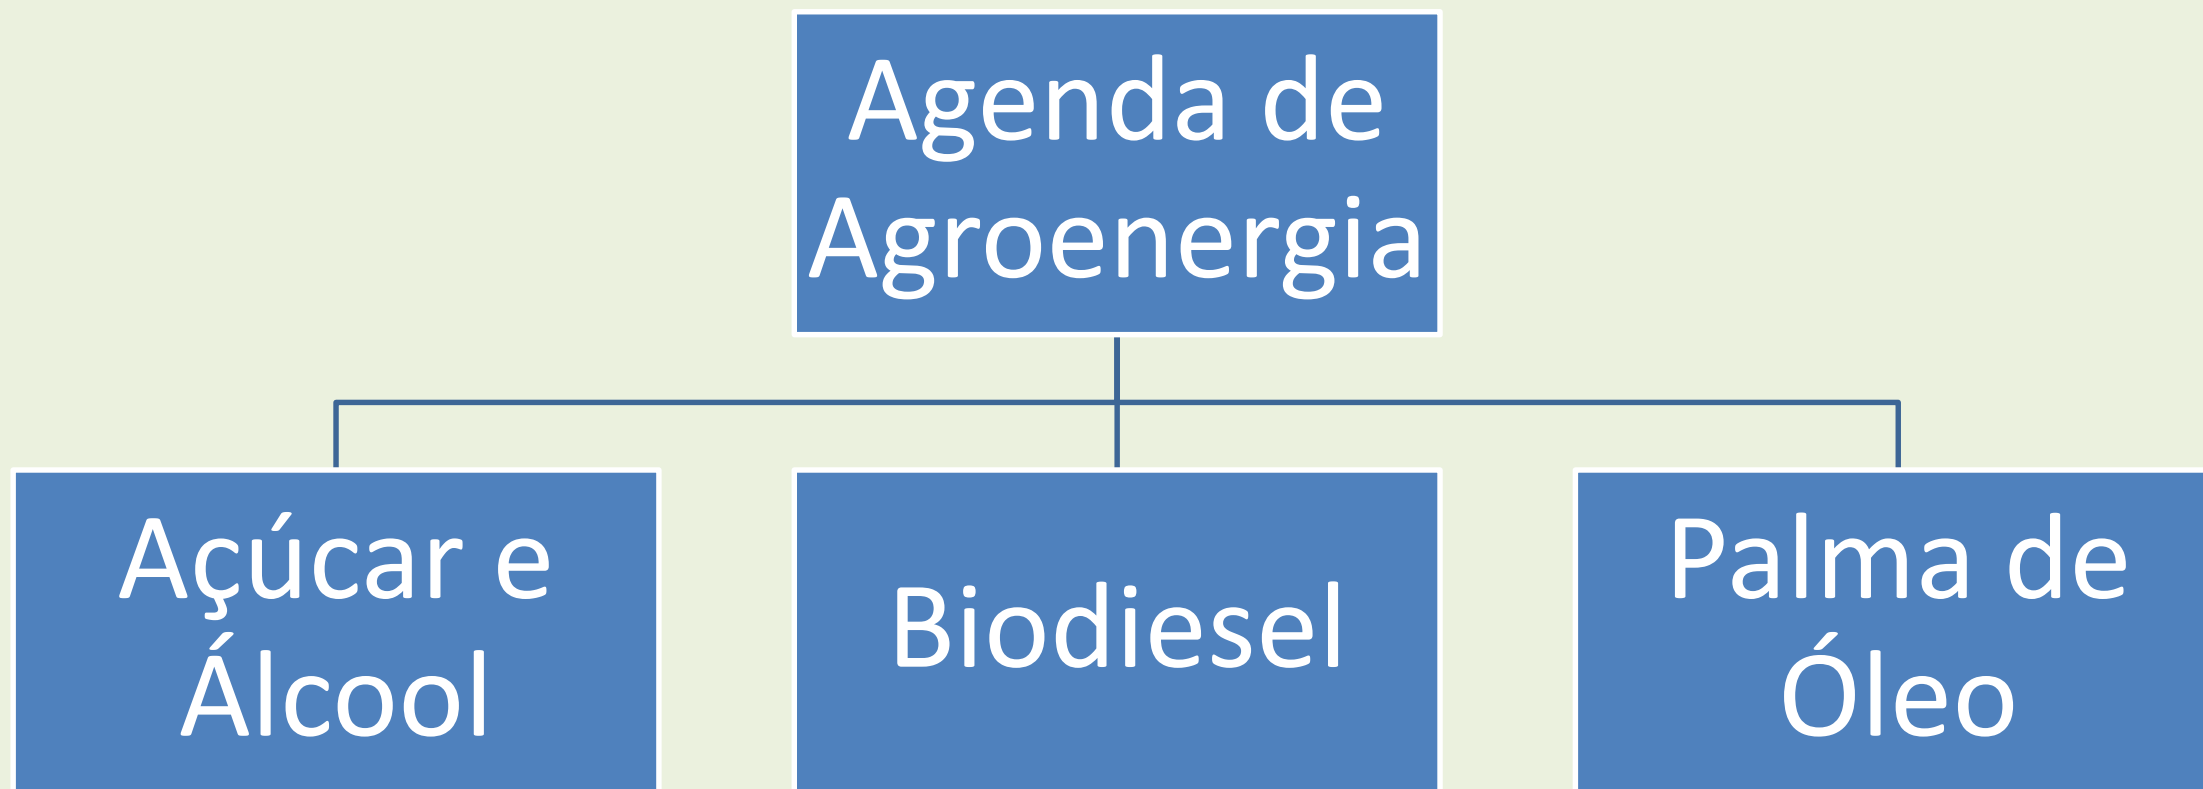 Agenda de
Agroenergia
Açúcar e
Álcool
Biodiesel
Palma de
Óleo